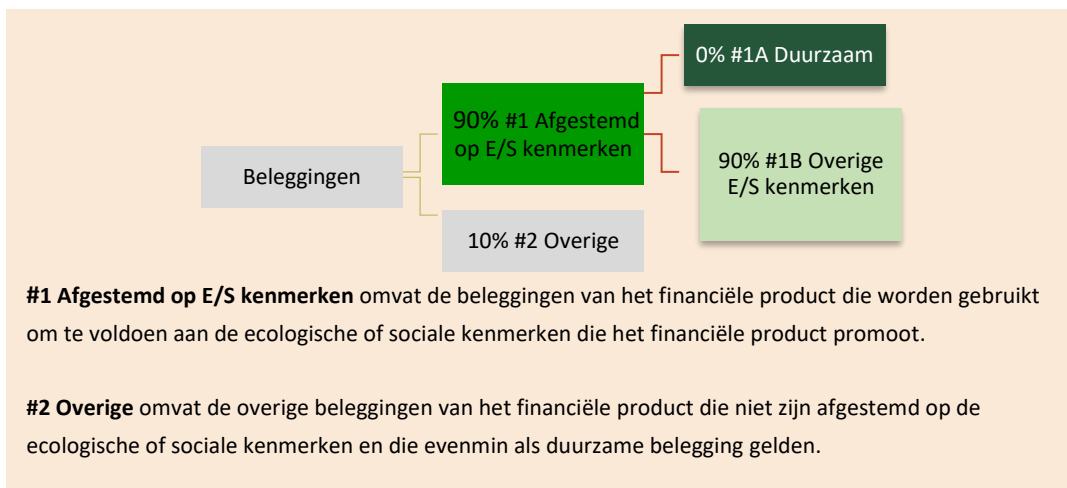 0% #1A Duurzaam
90% #1 Afgestemd
op E/S kenmerken
90% #1B Overige
E/S kenmerken
Beleggingen
10% #2 Overige
#1 Afgestemd op E/S kenmerken omvat de beleggingen van het financiële product die worden gebruikt
om te voldoen aan de ecologische of sociale kenmerken die het financiële product promoot.
#2 Overige omvat de overige beleggingen van het financiële product die niet zijn afgestemd op de
ecologische of sociale kenmerken en die evenmin als duurzame belegging gelden.